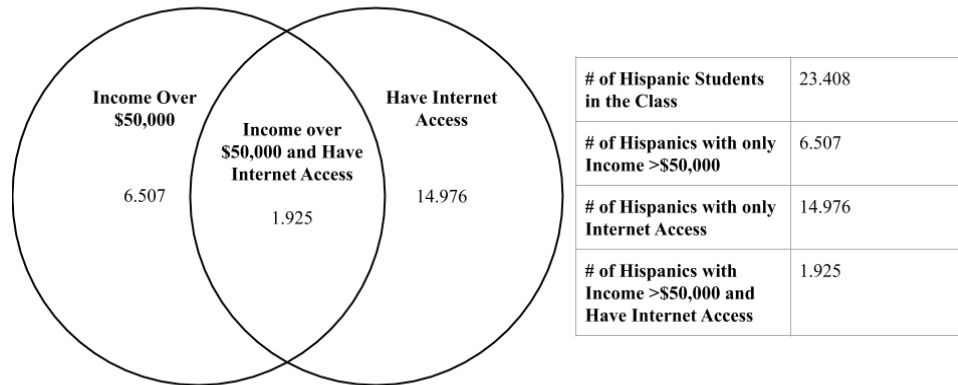 Income Over
$50,000
6.507
Income over
$50,000 and Have
Internet Access
1.925
Have Internet
Access
14.976
# of Hispanic Students
in the Class
23.408
# of Hispanics with only
Income >$50,000
6.507
# of Hispanics with only
Internet Access
14.976
# of Hispanics with
Income >$50,000 and
Have Internet Access
1.925